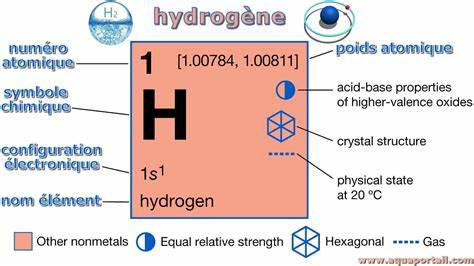 H₂
hydrogène
numéro
atomique
1
[1.00784, 1.00811]
poids atomique
symbole
chimique
H
acid-base properties
of higher-valence oxides
crystal structure
configuration
électronique
1s¹
physical state
at 20 ºC
nom élément
hydrogen
Other nonmetals
Equal relative strength
Hexagonal
Gas
www.aquaportail.com